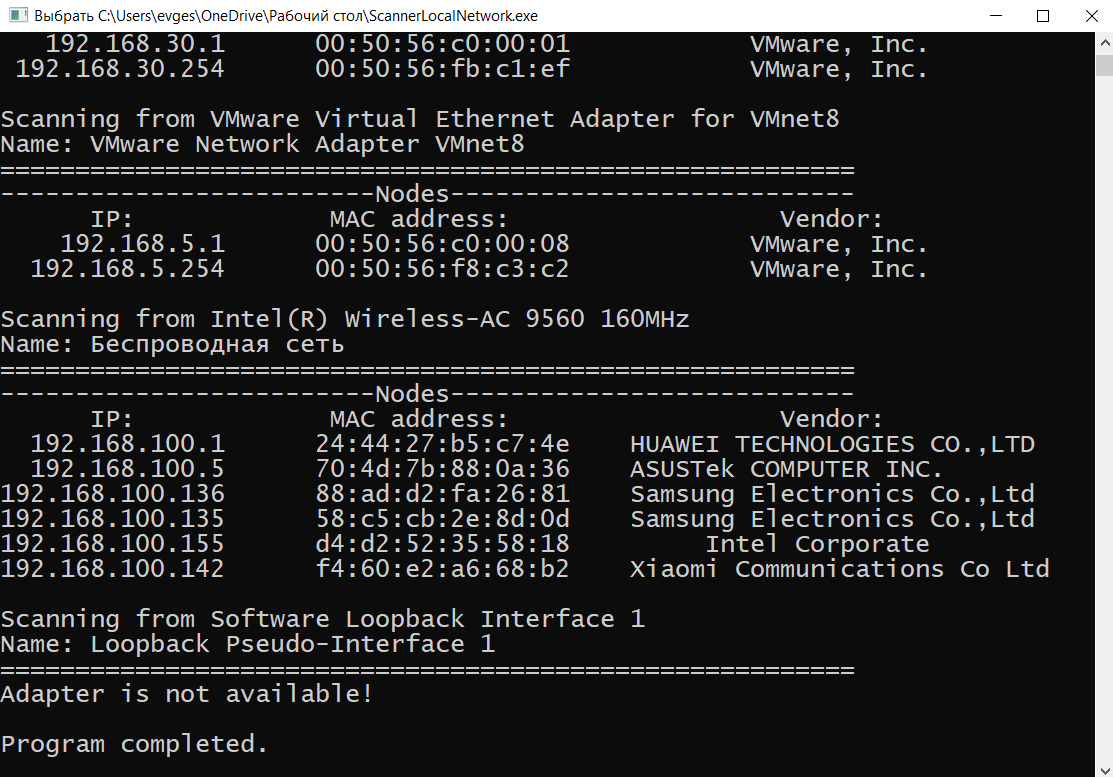 Выбрать C:\Users\evges\OneDrive\Рабочий стол\ScannerLocalNetwork.exe
192.168.30.1 00:50:56:c0:00:01 VMware, Inc.
192.168.30.254 00:50:56:fb:c1:ef VMware, Inc.
Scanning from VMware Virtual Ethernet Adapter for VMnet8
Name: VMware Network Adapter VMnet8
=========================================================
-------------------------Nodes---------------------------
IP: MAC address: Vendor:
192.168.5.1 00:50:56:c0:00:08 VMware, Inc.
192.168.5.254 00:50:56:f8:c3:c2 VMware, Inc.
Scanning from Intel(R) Wireless-AC 9560 160MHz
Name: Беспроводная сеть
=========================================================
-------------------------Nodes---------------------------
IP: MAC address: Vendor:
192.168.100.1 24:44:27:b5:c7:4e HUAWEI TECHNOLOGIES CO.,LTD
192.168.100.5 70:4d:7b:88:0a:36 ASUSTek COMPUTER INC.
192.168.100.136 88:ad:d2:fa:26:81 Samsung Electronics Co.,Ltd
192.168.100.135 58:c5:cb:2e:8d:0d Samsung Electronics Co.,Ltd
192.168.100.155 d4:d2:52:35:58:18 Intel Corporate
192.168.100.142 f4:60:e2:a6:68:b2 Xiaomi Communications Co Ltd
Scanning from Software Loopback Interface 1
Name: Loopback Pseudo-Interface 1
=========================================================
Adapter is not available!
Program completed.